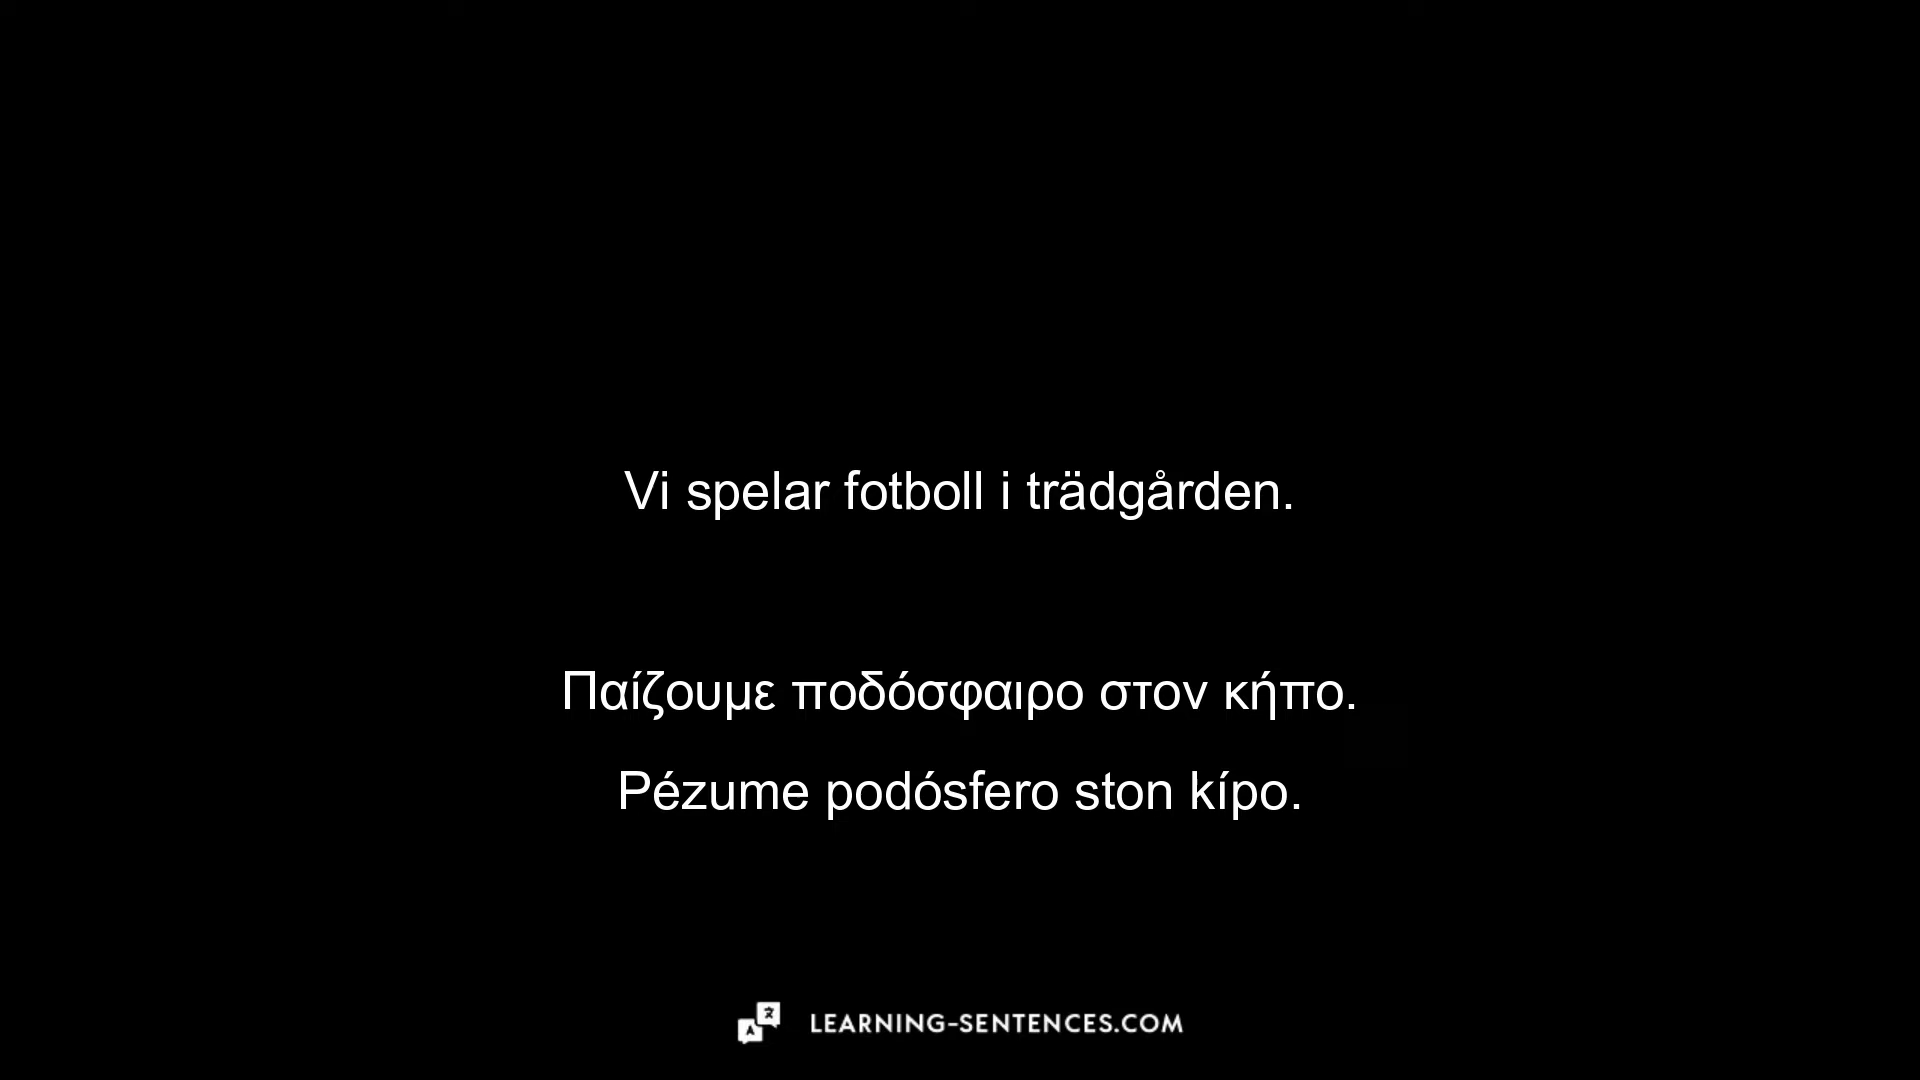 Vi spelar fotboll i trädgården.
Παίζουμε ποδόσφαιρο στον κήπο.
Pézume podósfero ston kípo.
LEARNING-SENTENCES.COM